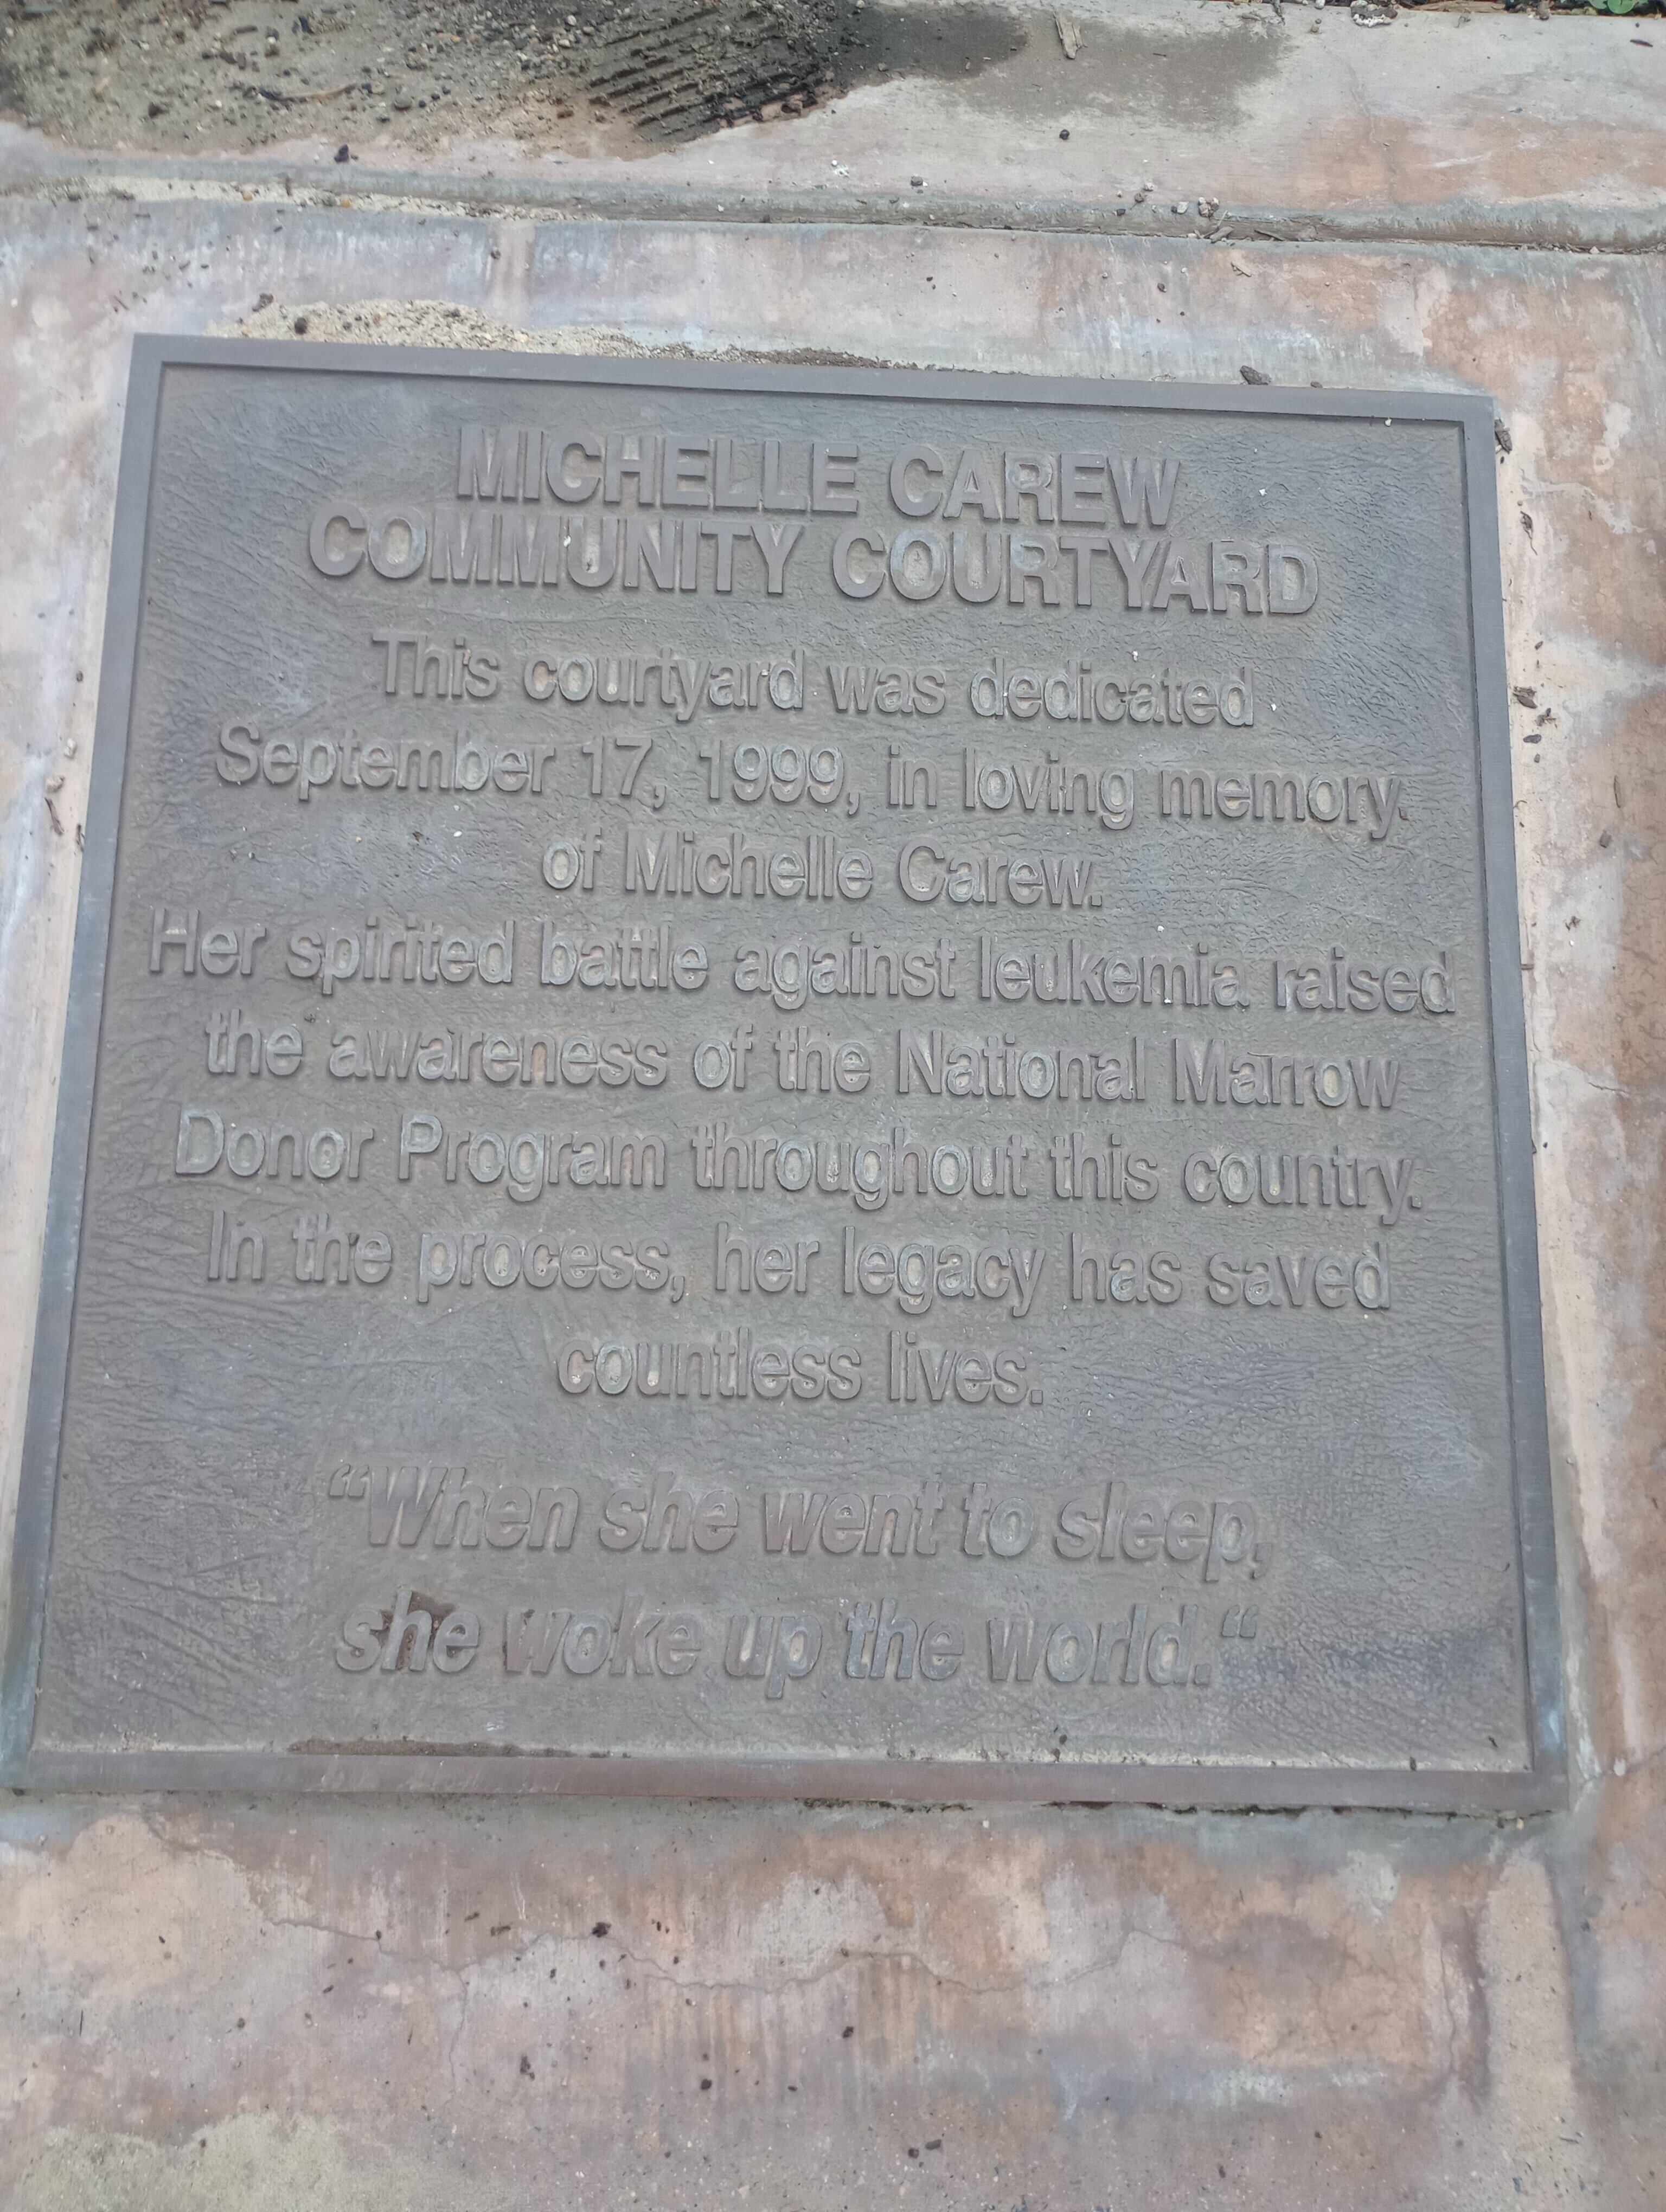 MICHELLE CAREW
COMMUNITY COURTYARD
This courtyard was dedicated
September 17, 1999, in loving memory
of Michelle Carew.
Her spirited battle against leukemia raised
the awareness of the National Marrow
Donor Program throughout this country.
In the process, her legacy has saved
countless lives.
“When she went to sleep,
she woke up the world.“